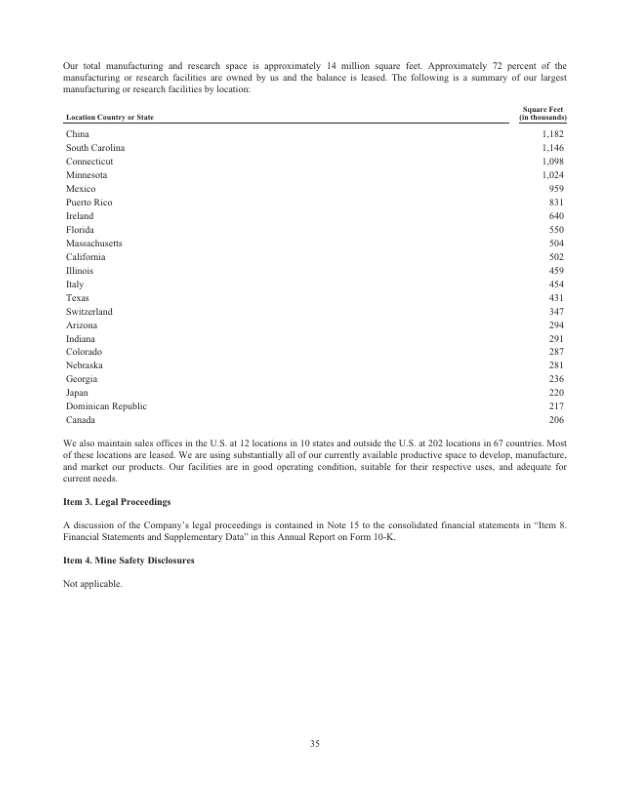 Our total manufacturing and research space is approximately 14 million square feet. Approximately 72 percent of the
manufacturing or research facilities are owned by us and the balance is leased. The following is a summary of our largest
manufacturing or research facilities by location:
Location Country or State Square Feet (in thousands)
China 1,182
South Carolina 1,146
Connecticut 1,098
Minnesota 1,024
Mexico 959
Puerto Rico 831
Ireland 640
Florida 550
Massachusetts 504
California 502
Illinois 459
Italy 454
Texas 431
Switzerland 347
Arizona 294
Indiana 291
Colorado 287
Nebraska 281
Georgia 236
Japan 220
Dominican Republic 217
Canada 206
We also maintain sales offices in the U.S. at 12 locations in 10 states and outside the U.S. at 202 locations in 67 countries. Most
of these locations are leased. We are using substantially all of our currently available productive space to develop, manufacture,
and market our products. Our facilities are in good operating condition, suitable for their respective uses, and adequate for
current needs.
Item 3. Legal Proceedings
A discussion of the Company’s legal proceedings is contained in Note 15 to the consolidated financial statements in “Item 8.
Financial Statements and Supplementary Data” in this Annual Report on Form 10-K.
Item 4. Mine Safety Disclosures
Not applicable.
35